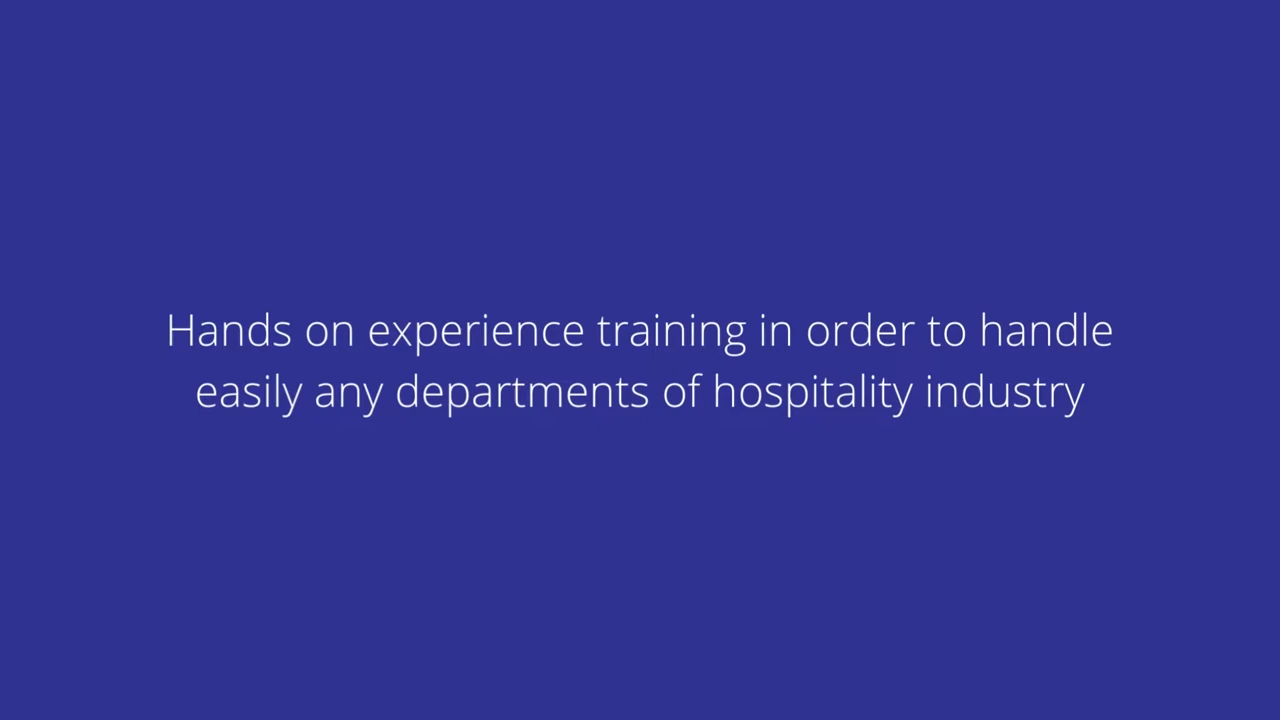 Hands on experience training in order to handle
easily any departments of hospitality industry